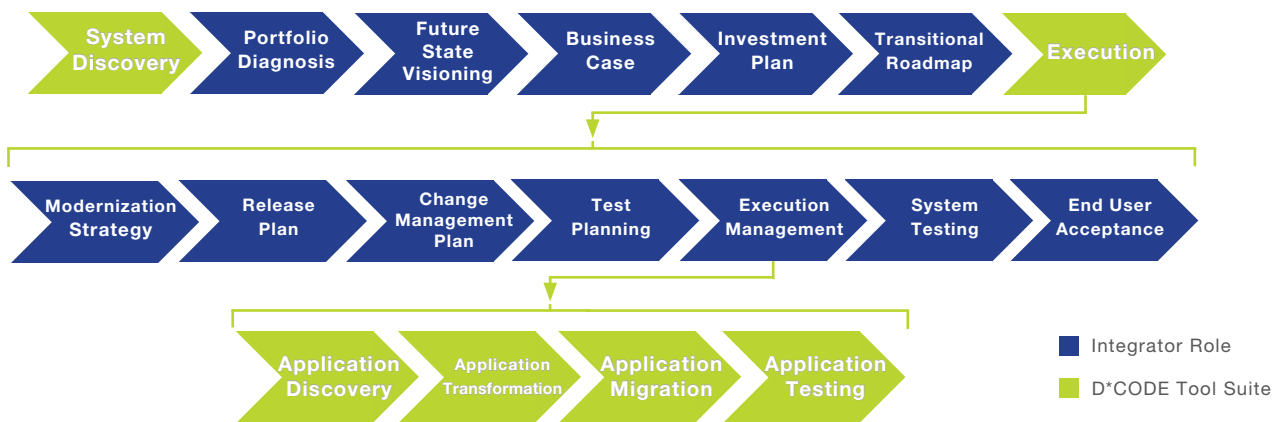 System
Discovery
Portfolio
Diagnosis
Future
State
Visioning
Business
Case
Investment
Plan
Transitional
Roadmap
Execution
Modernization
Strategy
Release
Plan
Change
Management
Plan
Test
Planning
Execution
Management
System
Testing
End User
Acceptance
Application
Discovery
Application
Transformation
Application
Migration
Application
Testing
Integrator Role
D*CODE Tool Suite